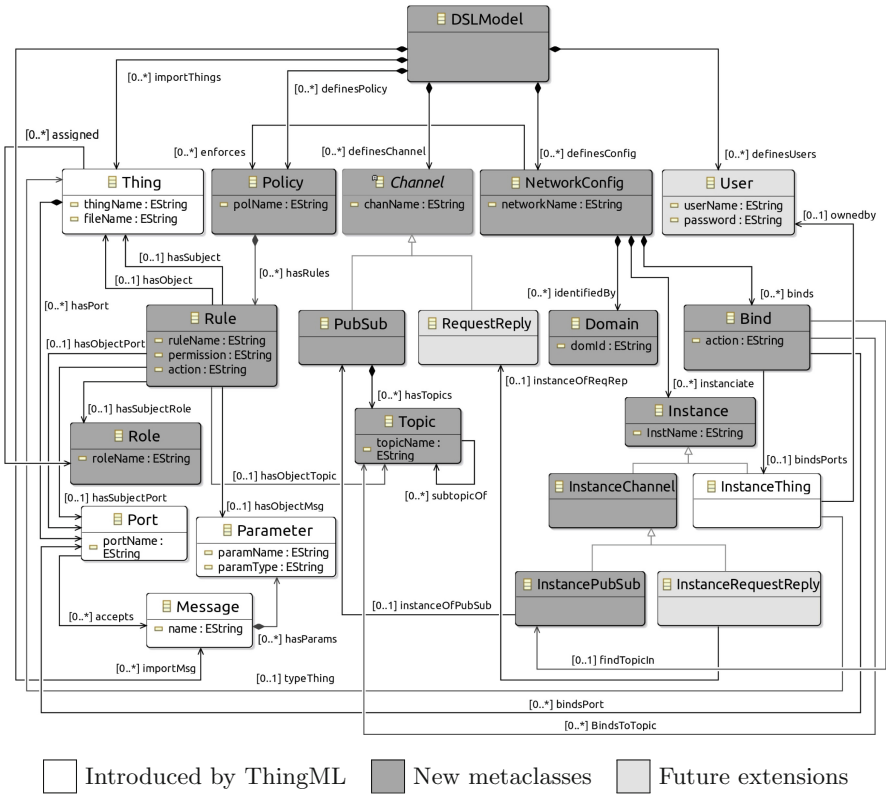 DSLModel
[0..*] importThings
[0..*] definesPolicy
[0..*] assigned
[0..*] enforces
[0..*] definesChannel
[0..*] definesConfig
[0..*] definesUsers
Thing
thingName : EString
fileName : EString
Policy
polName : EString
Channel
chanName : EString
NetworkConfig
networkName : EString
User
userName : EString
password : EString
[0..1] ownedby
[0..1] hasSubject
[0..1] hasObject
[0..*] hasRules
[0..*] hasPort
[0..*] identifiedBy
[0..*] binds
Rule
ruleName : EString
permission : EString
action : EString
PubSub
RequestReply
Domain
domId : EString
Bind
action : EString
[0..1] hasObjectPort
[0..1] instanceOfReqRep
[0..*] instanciate
[0..*] hasTopics
[0..1] hasSubjectRole
Role
roleName : EString
Topic
topicName :
EString
Instance
InstName : EString
[0..1] bindsPorts
[0..1] hasObjectTopic
[0..*] subtopicOf
InstanceChannel
InstanceThing
[0..1] hasSubjectPort
[0..1] hasObjectMsg
Port
portName :
EString
Parameter
paramName : EString
paramType : EString
InstancePubSub
InstanceRequestReply
Message
name : EString
[0..*] accepts
[0..*] hasParams
[0..1] instanceOfPubSub
[0..*] importMsg
[0..1] findTopicIn
[0..1] typeThing
[0..*] bindsPort
[0..*] BindsToTopic
Introduced by ThingML New metaclasses Future extensions